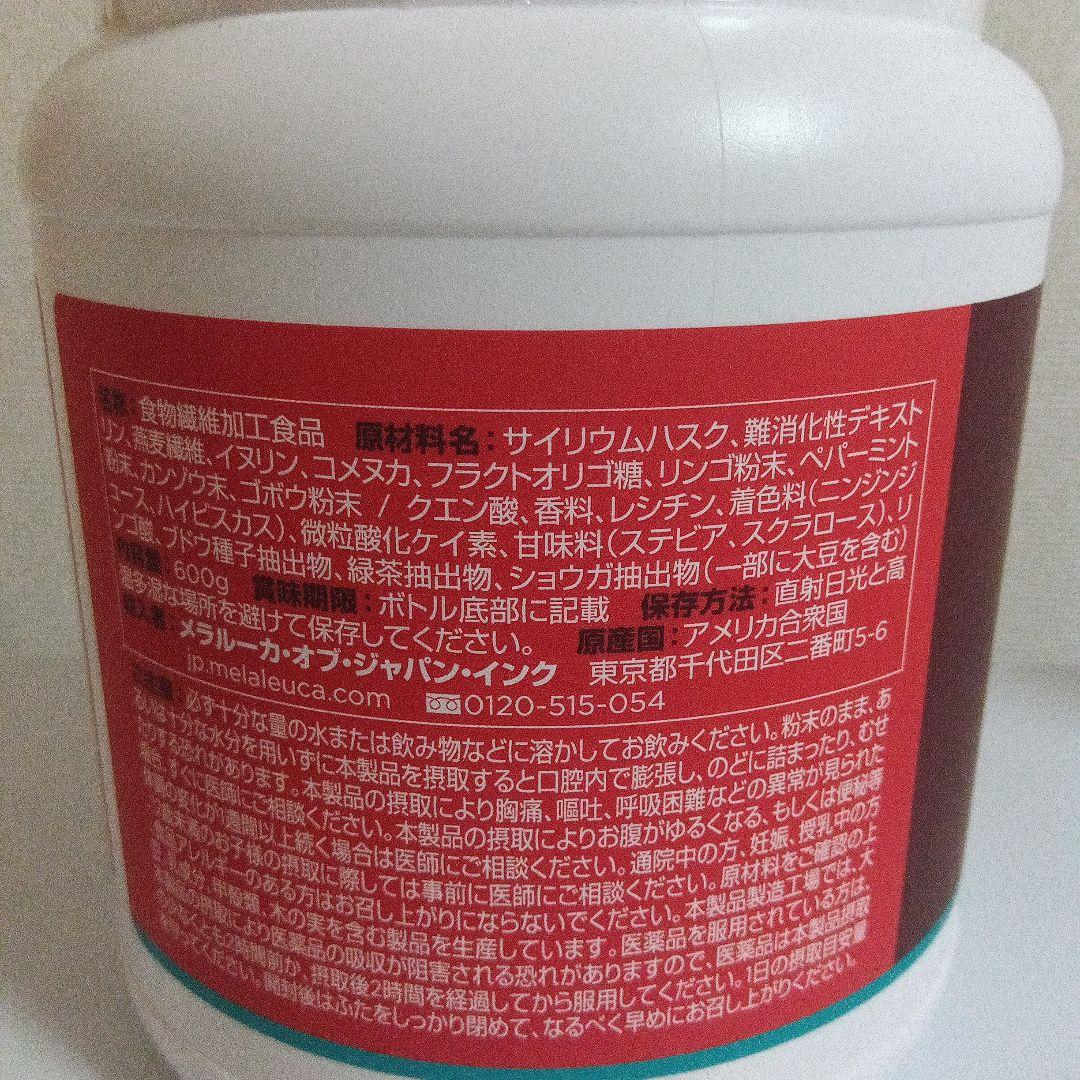 名称：食物繊維加工食品 原材料名：サイリウムハスク、難消化性デキスト
リン、燕麦繊維、イヌリン、コメヌカ、フラクトオリゴ糖、リンゴ粉末、ペパーミント
粉末、カンゾウ末、ゴボウ粉末 / クエン酸、香料、レシチン、着色料（ニンジンジ
ュース、ハイビスカス）、微粒酸化ケイ素、甘味料（ステビア、スクラロース）、リ
ンゴ酸、ブドウ種子抽出物、緑茶抽出物、ショウガ抽出物（一部に大豆を含む）
内容量：600g 賞味期限：ボトル底部に記載 保存方法：直射日光と高
温多湿な場所を避けて保存してください。 原産国：アメリカ合衆国
輸入者：メラルーカ・オブ・ジャパン・インク 東京都千代田区二番町5-6
jp.melaleuca.com 0120-515-054
必ず十分な量の水または飲み物などに溶かしてお飲みください。粉末のまま、あ
るいは十分な水分を用いずに本製品を摂取すると口腔内で膨張し、のどに詰まったり、むせ
たりする恐れがあります。本製品の摂取により胸痛、嘔吐、呼吸困難などの異常が見られた
場合、すぐに医師にご相談ください。本製品の摂取によりお腹がゆるくなる、もしくは便秘等
の変化が1週間以上続く場合は医師にご相談ください。通院中の方、妊娠、授乳中の方
のお子様の摂取に際しては事前に医師にご相談ください。原材料をご確認の上
アレルギーのある方はお召し上がりにならないでください。本製品製造工場では、大
甲殻類、木の実を含む製品を生産しています。医薬品を服用されている方は、
の摂取により医薬品の吸収が阻害される恐れがありますので、医薬品は本製品摂取
2時間前か、摂取後2時間を経過してから服用してください。1日の摂取目安量
ってください。開封後はふたをしっかり閉めて、なるべく早めにお召し上がりください。